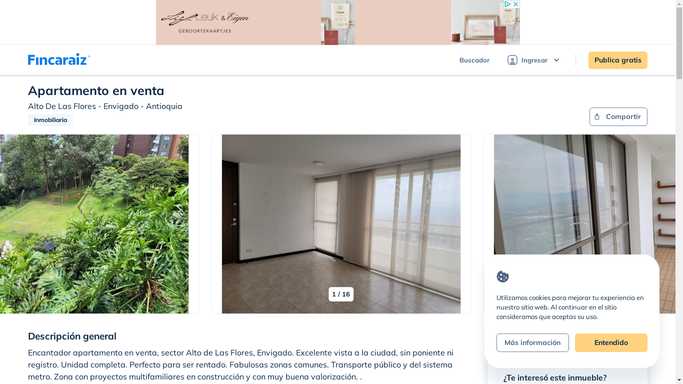 GEBOORTEKAARTJES
Fincaraiz
Buscador
Ingresar
Publica gratis
Apartamento en venta
Alto De Las Flores - Envigado - Antioquia
Inmobiliaria
Compartir
1 / 16
Utilizamos cookies para mejorar tu experiencia en
nuestro sitio web. Al continuar en el sitio
consideramos que aceptas su uso.
Más información
Entendido
Descripción general
Encantador apartamento en venta, sector Alto de Las Flores, Envigado. Excelente vista a la ciudad, sin poniente ni
registro. Unidad completa. Perfecto para ser rentado. Fabulosas zonas comunes. Transporte público y del sistema
metro. Zona con proyectos multifamiliares en construcción y con muy buena valorización. .
¿Te interesó este inmueble?